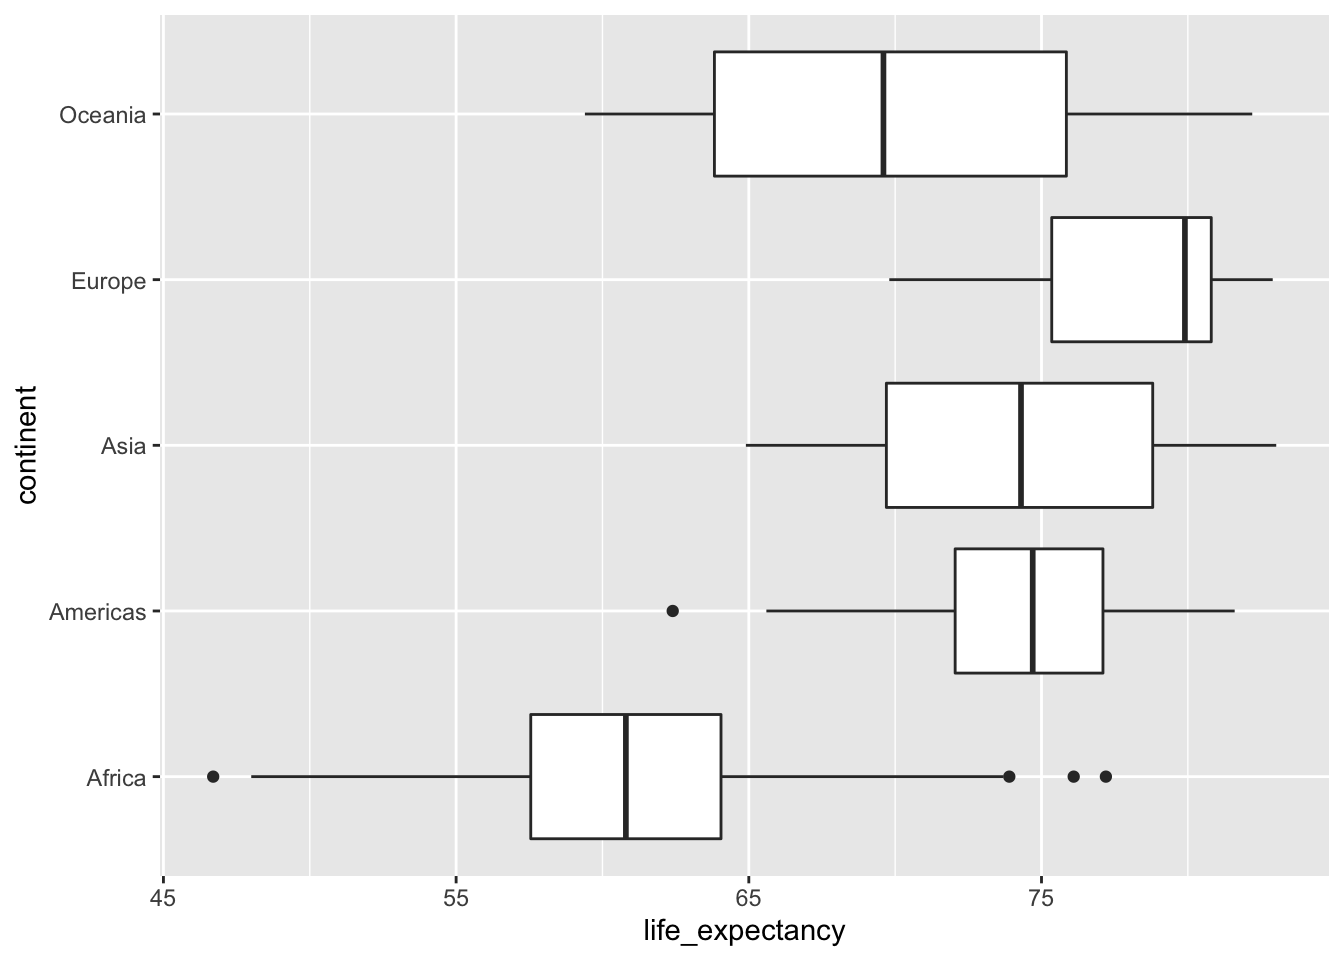 Oceania
Europe
Asia
Americas
Africa
continent
45 55 65 75
life_expectancy